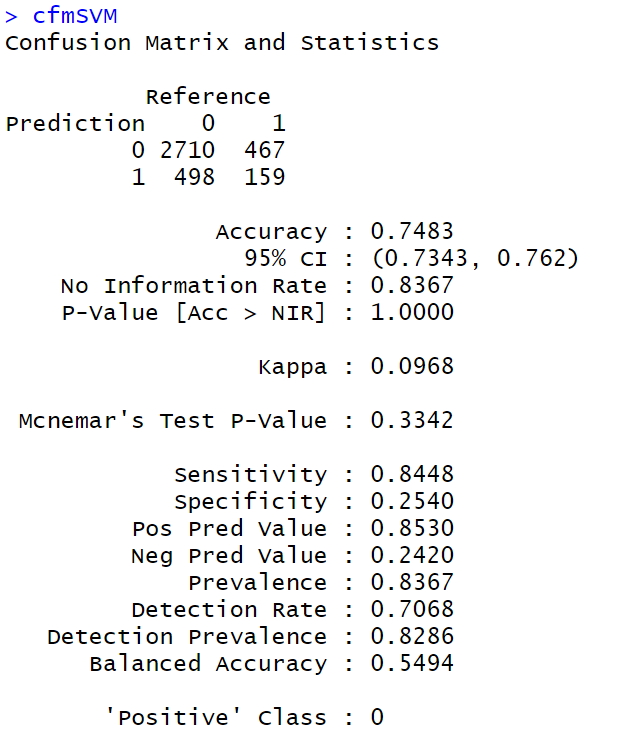 > cfmSVM
Confusion Matrix and Statistics
Reference
Prediction 0 1
0 2710 467
1 498 159
Accuracy : 0.7483
95% CI : (0.7343, 0.762)
No Information Rate : 0.8367
P-Value [Acc > NIR] : 1.0000
Kappa : 0.0968
Mcnemar's Test P-Value : 0.3342
Sensitivity : 0.8448
Specificity : 0.2540
Pos Pred Value : 0.8530
Neg Pred Value : 0.2420
Prevalence : 0.8367
Detection Rate : 0.7068
Detection Prevalence : 0.8286
Balanced Accuracy : 0.5494
'Positive' Class : 0